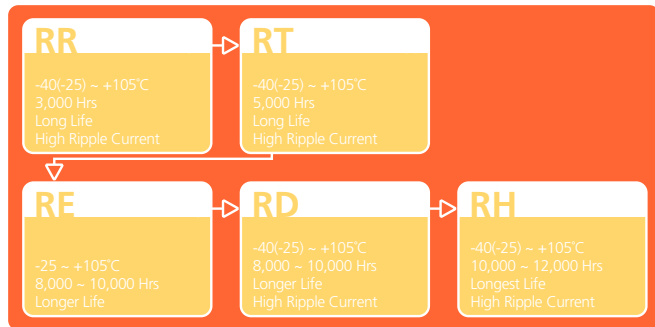 RR
-40(-25) ~ +105˚C
3,000 Hrs
Long Life
High Ripple Current
RT
-40(-25) ~ +105˚C
5,000 Hrs
Long Life
High Ripple Current
RE
-25 ~ +105˚C
8,000 ~ 10,000 Hrs
Longer Life
RD
-40(-25) ~ +105˚C
8,000 ~ 10,000 Hrs
Longer Life
High Ripple Current
RH
-40(-25) ~ +105˚C
10,000 ~ 12,000 Hrs
Longest Life
High Ripple Current